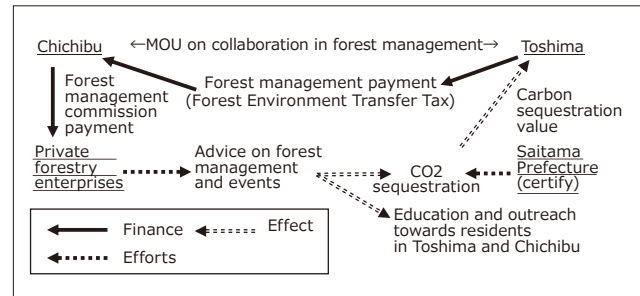 Chichibu ←MOU on collaboration in forest management→ Toshima
Forest management payment
(Forest Environment Transfer Tax)
Forest
management
commission
payment
Carbon
sequestration
value
Private
forestry
enterprises
Advice on forest
management
and events
CO2
sequestration
Saitama
Prefecture
(certify)
Education and outreach
towards residents
in Toshima and Chichibu
Finance
Effect
Efforts